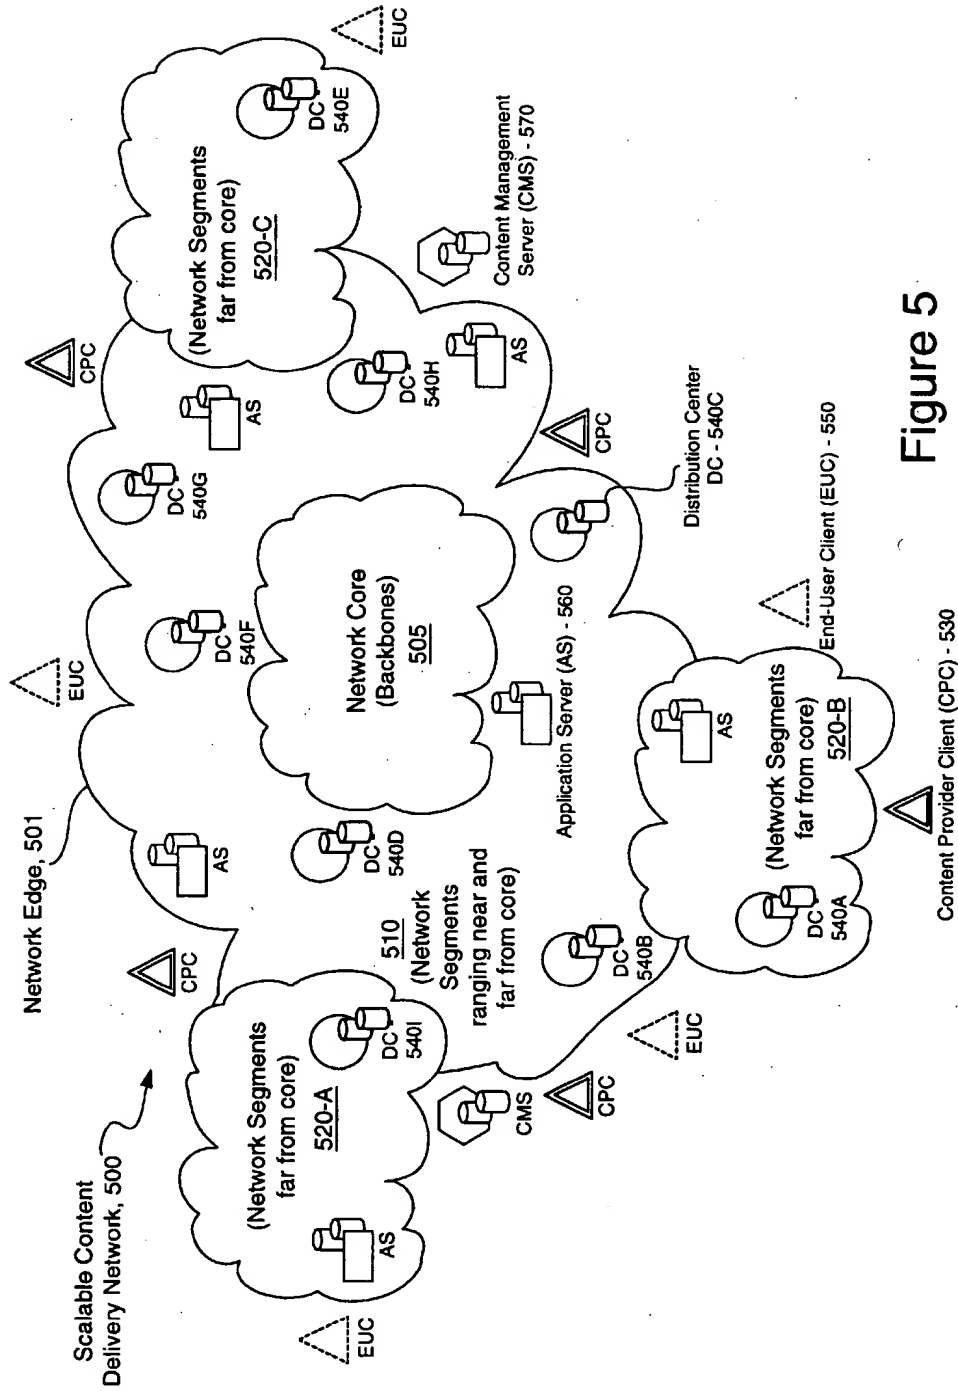 Scalable Content
Delivery Network, 500
Network Edge, 501
EUC
CPC
EUC
CPC
EUC
AS
DC
540F
DC
540G
AS
(Network Segments
far from core)
520-C
DC
540E
(Network Segments
far from core)
520-A
DC
540I
AS
510
(Network
Segments
ranging near and
far from core)
DC
540D
Network Core
(Backbones)
505
DC
540H
AS
Content Management
Server (CMS) - 570
EUC
CMS
CPC
EUC
DC
540B
Application Server (AS) - 560
CPC
Distribution Center
DC - 540C
(Network Segments
far from core)
520-B
AS
DC
540A
End-User Client (EUC) - 550
Content Provider Client (CPC) - 530
Figure 5